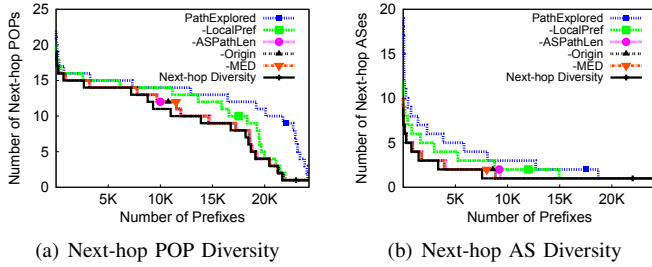 Number of Next-hop POPs
25
20
15
10
5
0
PathExplored
-LocalPref
-ASPathLen
-Origin
-MED
Next-hop Diversity
5K
10K
15K
20K
Number of Prefixes
(a) Next-hop POP Diversity
Number of Next-hop ASes
20
15
10
5
0
PathExplored
-LocalPref
-ASPathLen
-Origin
-MED
Next-hop Diversity
5K
10K
15K
20K
Number of Prefixes
(b) Next-hop AS Diversity